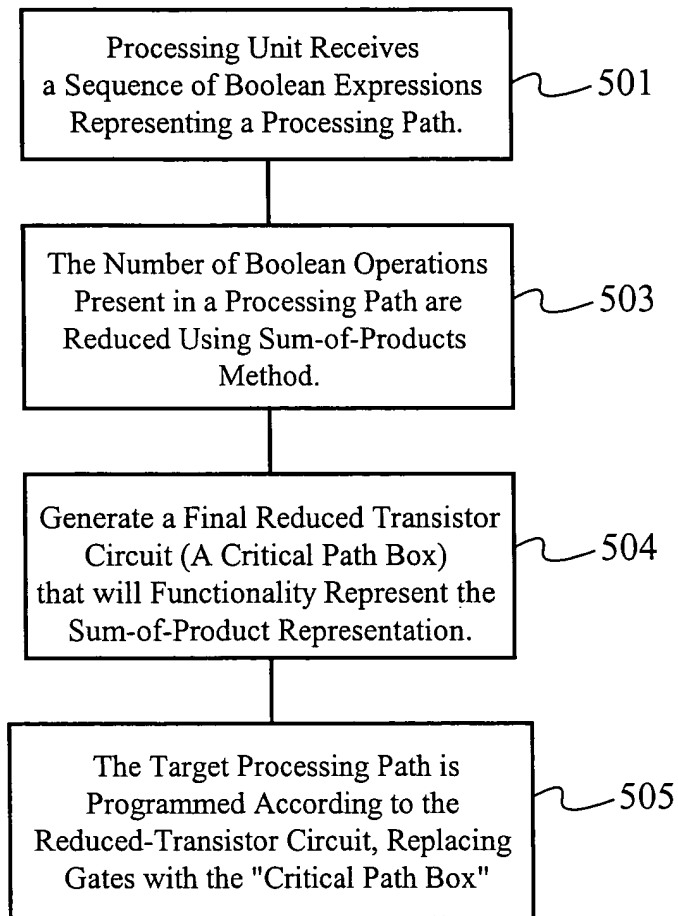 Processing Unit Receives
a Sequence of Boolean Expressions
Representing a Processing Path.
501
The Number of Boolean Operations
Present in a Processing Path are
Reduced Using Sum-of-Products
Method.
503
Generate a Final Reduced Transistor
Circuit (A Critical Path Box)
that will Functionality Represent the
Sum-of-Product Representation.
504
The Target Processing Path is
Programmed According to the
Reduced-Transistor Circuit, Replacing
Gates with the "Critical Path Box"
505